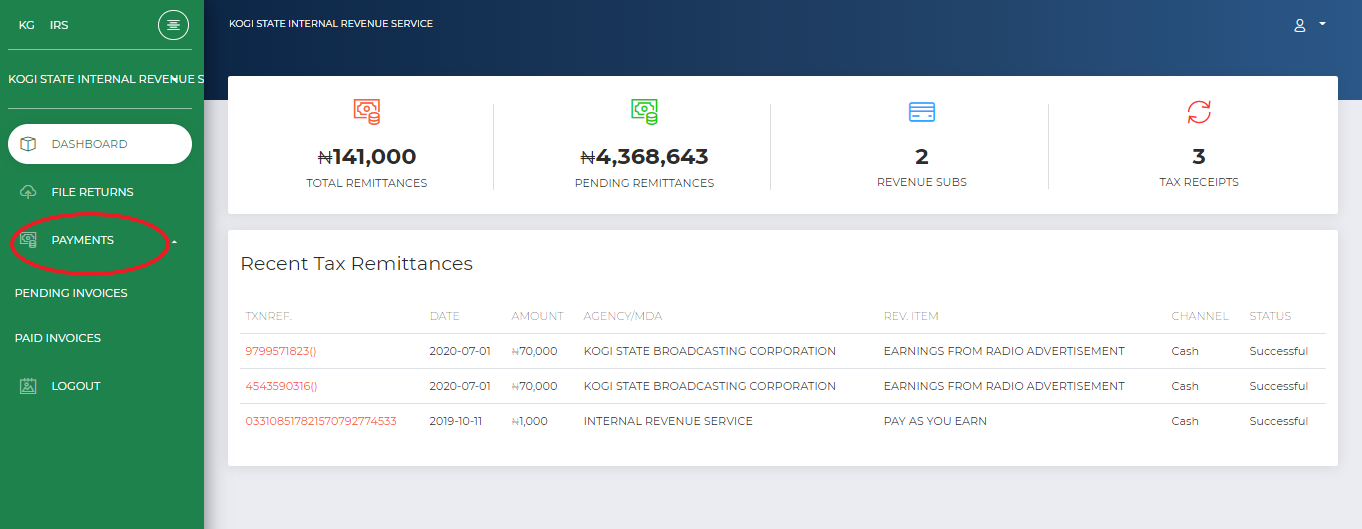 KG IRS
KOGI STATE INTERNAL REVENUE S
DASHBOARD
FILE RETURNS
PAYMENTS
PENDING INVOICES
PAID INVOICES
LOGOUT
KOGI STATE INTERNAL REVENUE SERVICE
₦141,000
TOTAL REMITTANCES
₦4,368,643
PENDING REMITTANCES
2
REVENUE SUBS
3
TAX RECEIPTS
Recent Tax Remittances
TXNREF. DATE AMOUNT AGENCY/MDA REV. ITEM CHANNEL STATUS
9799571823() 2020-07-01 ₦70,000 KOGI STATE BROADCASTING CORPORATION EARNINGS FROM RADIO ADVERTISEMENT Cash Successful
4543590316() 2020-07-01 ₦70,000 KOGI STATE BROADCASTING CORPORATION EARNINGS FROM RADIO ADVERTISEMENT Cash Successful
033108517821570792774533 2019-10-11 ₦1,000 INTERNAL REVENUE SERVICE PAY AS YOU EARN Cash Successful